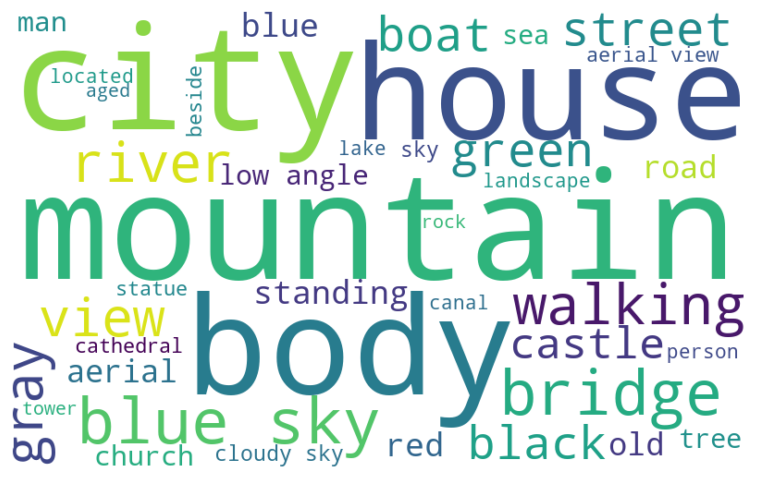 man
blue
boat
sea
street
city
house
aerial view
located
aged
beside
river
low angle
lake
sky
green
road
landscape
mountain
rock
statue
standing
canal
walking
view
body
castle
person
cathedral
aerial
gray
bridge
tower
blue sky
church
cloudy sky
red
black
old
tree